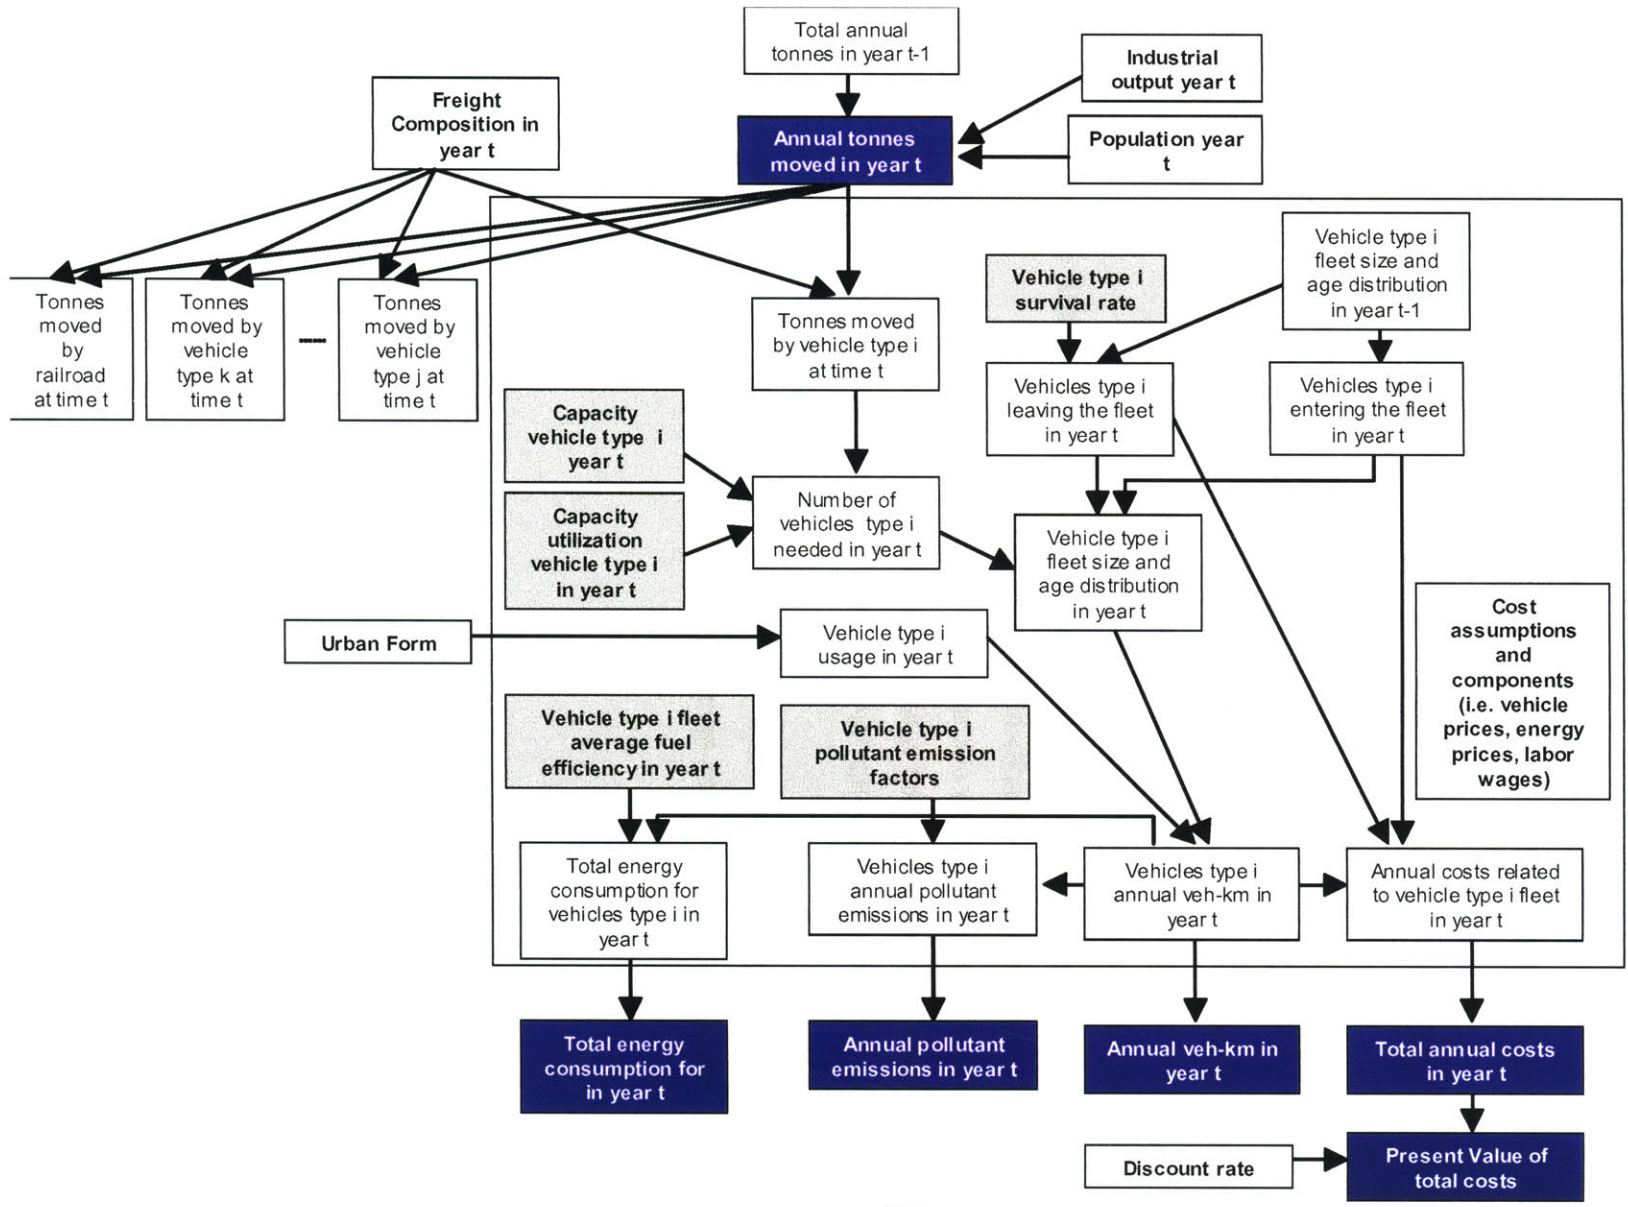 Total annual
tonnes in year t-1
Industrial
output year t
Freight
Composition in
year t
Annual tonnes
moved in year t
Population year
t
Tonnes
moved
by
railroad
at time t
Tonnes
moved by
vehicle
type k at
time t
......
Tonnes
moved by
vehicle
type j at
time t
Tonnes moved
by vehicle type i
at time t
Vehicle type i
survival rate
Vehicle type i
fleet size and
age distribution
in year t-1
Vehicles type i
leaving the fleet
in year t
Vehicles type i
entering the fleet
in year t
Capacity
vehicle type i
year t
Capacity
utilization
vehicle type i
in year t
Number of
vehicles type i
needed in year t
Vehicle type i
fleet size and
age distribution
in year t
Urban Form
Vehicle type i
usage in year t
Cost
assumptions
and
components
(i.e. vehicle
prices, energy
prices, labor
wages)
Vehicle type i fleet
average fuel
efficiency in year t
Vehicle type i
pollutant emission
factors
Total energy
consumption for
vehicles type i in
year t
Vehicles type i
annual pollutant
emissions in year t
Vehicles type i
annual veh-km in
year t
Annual costs related
to vehicle type i fleet
in year t
Total energy
consumption for
in year t
Annual pollutant
emissions in year t
Annual veh-km in
year t
Total annual costs
in year t
Discount rate
Present Value of
total costs